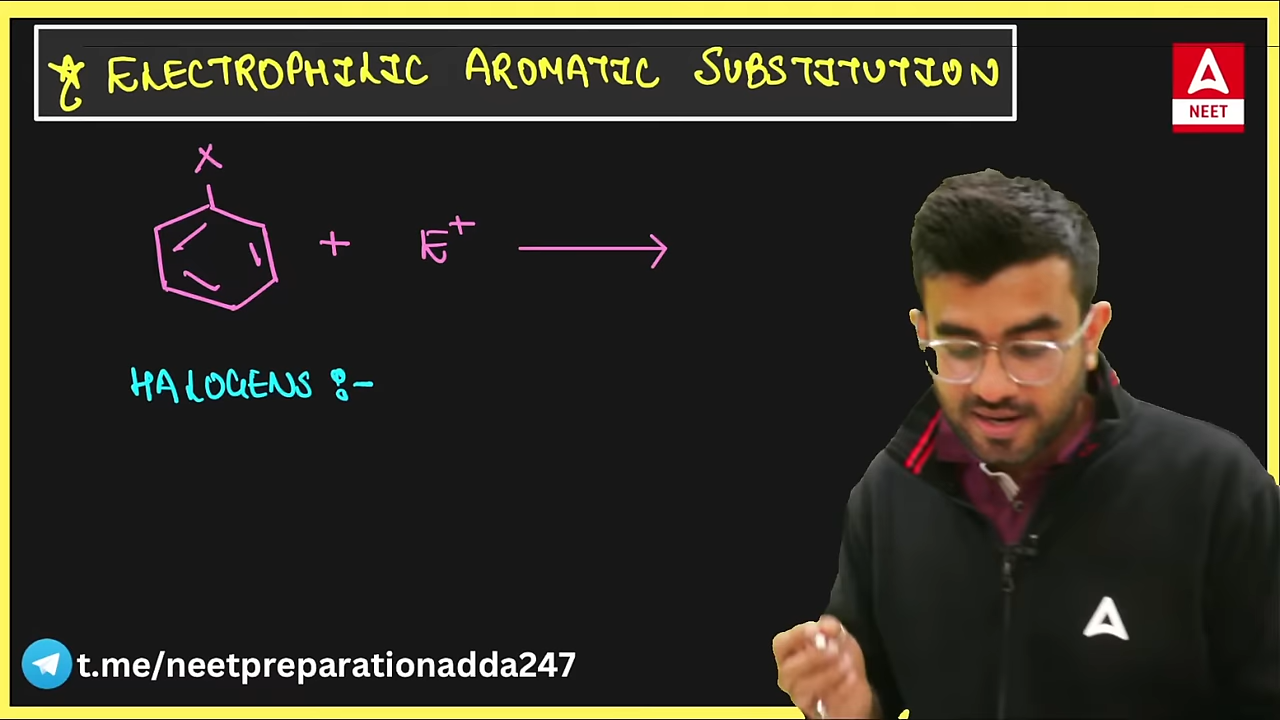 ELECTROPHILIC AROMATIC SUBSTITUTION
NEET
X
+ E+
HALOGENS :-
t.me/neetpreparationadda247